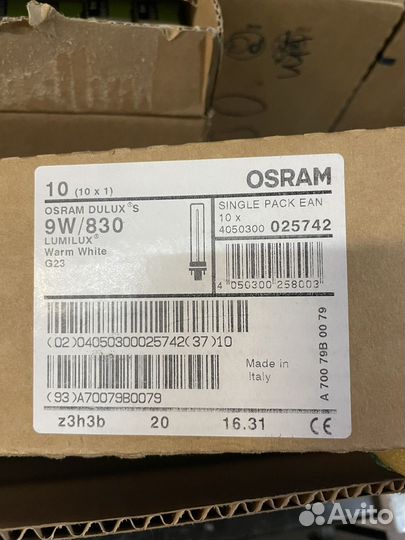 10 (10 x 1)
OSRAM
OSRAM DULUX® S
9W/830
LUMILUX®
Warm White
G23
SINGLE PACK EAN
10 x
4050300 025742
4 050300 258003
(02)04050300025742(37)10
Made in
Italy
(93)A70079B0079
A 700 79B 00 79
z3h3b 20 16.31 CE
Avito